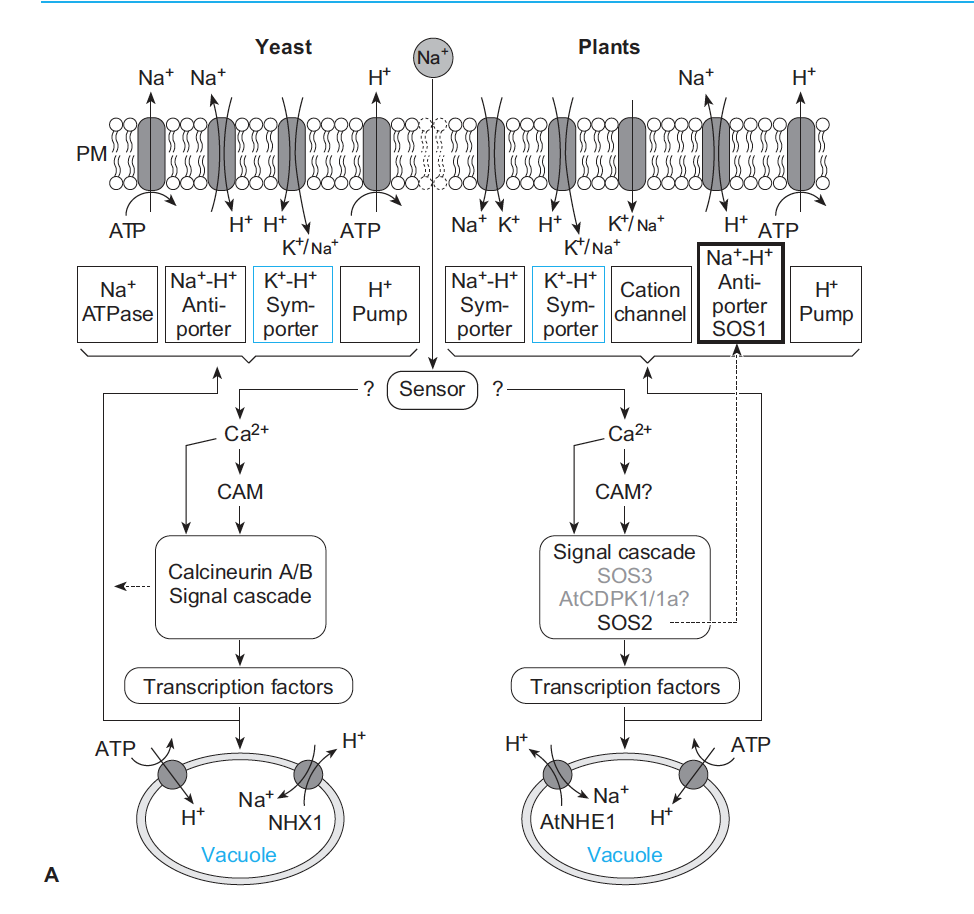 Yeast
Na⁺
Plants
Na⁺ Na⁺
H⁺
Na⁺
H⁺
PM
ATP
H⁺ H⁺
K⁺/Na⁺
ATP
Na⁺ K⁺
H⁺
K⁺/Na⁺
K⁺/Na⁺
H⁺
ATP
Na⁺
ATPase
Na⁺-H⁺
Anti-
porter
K⁺-H⁺
Sym-
porter
H⁺
Pump
Na⁺-H⁺
Sym-
porter
K⁺-H⁺
Sym-
porter
Cation
channel
Na⁺-H⁺
Anti-
porter
SOS1
H⁺
Pump
? Sensor ?
Ca²⁺
CAM
Calcineurin A/B
Signal cascade
Transcription factors
Ca²⁺
CAM?
Signal cascade
SOS3
AtCDPK1/1a?
SOS2
Transcription factors
ATP
H⁺
H⁺
Na⁺
NHX1
Vacuole
H⁺
ATP
Na⁺
AtNHE1
H⁺
Vacuole
A